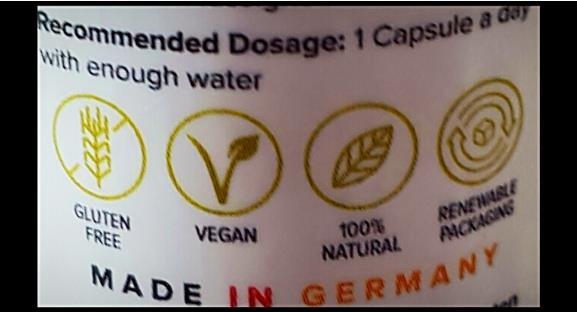 Recommended Dosage: 1 Capsule a day
with enough water
GLUTEN
FREE
VEGAN
100%
NATURAL
RENEWABLE
PACKAGING
MADE IN GERMANY